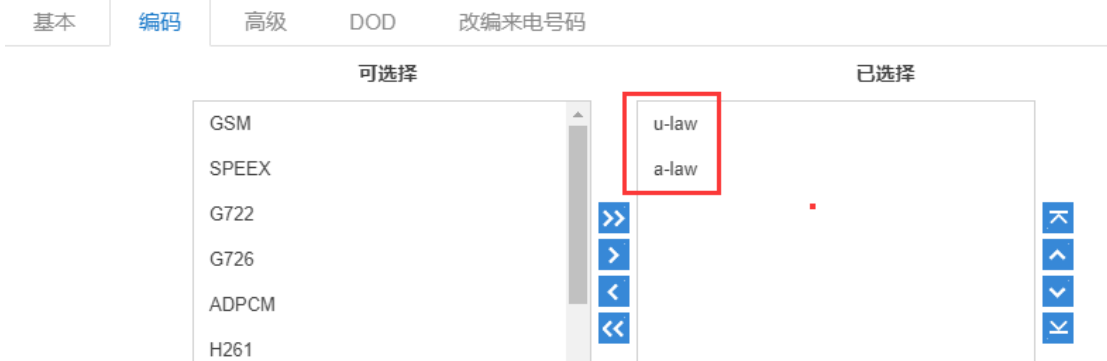 基本 编码 高级 DOD 改编来电号码
可选择 已选择
GSM u-law
SPEEX a-law
G722
G726
ADPCM
H261